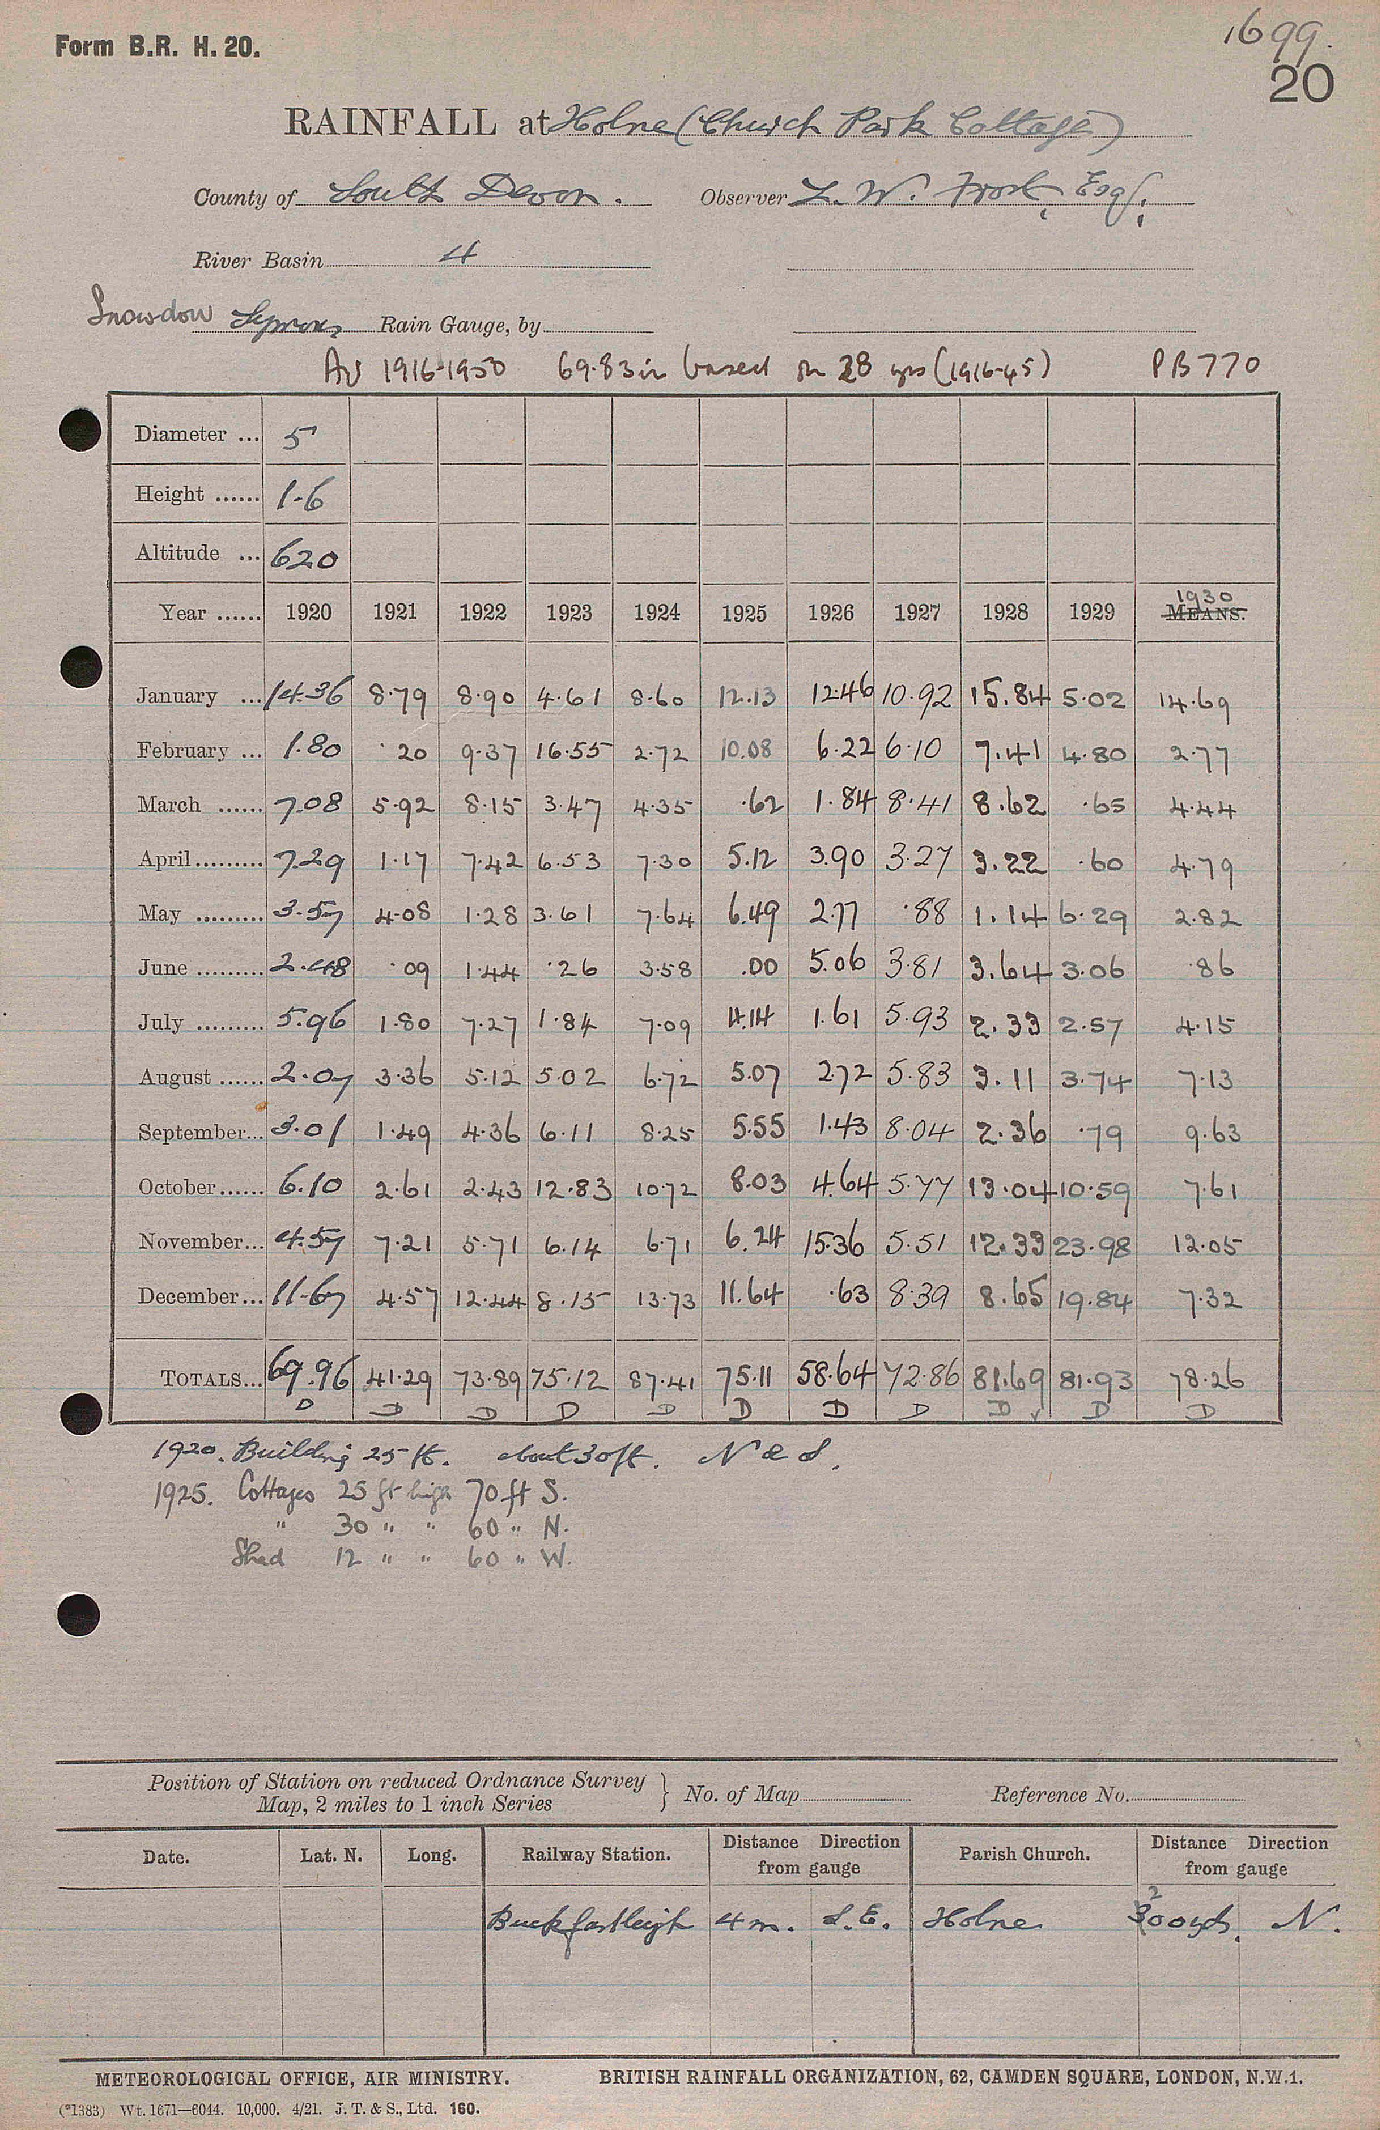 Form B.R. H. 20.
1699.
20
RAINFALL at Holne (Church Park Cottage)
County of South Devon. Observer L. W. Frost, Esq.
River Basin 4
Snowdon Symons Rain Gauge, by
Av 1916-1950 69.83 in based on 28 yrs (1916-45) PB 770
Diameter ... 5
Height ...... 1.6
Altitude ... 620
Year ...... 1920 1921 1922 1923 1924 1925 1926 1927 1928 1929 1930 MEANS.
January ... 14.36 8.79 8.90 4.61 8.60 12.13 12.46 10.92 15.84 5.02 14.69
February ... 1.80 .20 9.37 16.55 2.72 10.08 6.22 6.10 7.41 4.80 2.77
March ...... 7.08 5.92 8.15 3.47 4.35 .62 1.84 8.41 8.62 .65 4.44
April ......... 7.29 1.17 7.42 6.53 7.30 5.12 3.90 3.27 3.22 .60 4.79
May ......... 3.57 4.08 1.28 3.61 7.64 6.49 2.77 .88 1.14 6.29 2.82
June ......... 2.48 .09 1.44 .26 3.58 .00 5.06 3.81 3.64 3.06 .86
July ......... 5.96 1.80 7.27 1.84 7.09 4.14 1.61 5.93 2.33 2.57 4.15
August ...... 2.07 3.36 5.12 5.02 6.72 5.07 2.72 5.83 3.11 3.74 7.13
September... 3.01 1.49 4.36 6.11 8.25 5.55 1.43 8.04 2.36 .79 9.63
October...... 6.10 2.61 2.43 12.83 10.72 8.03 4.64 5.77 13.04 10.59 7.61
November... 4.57 7.21 5.71 6.14 6.71 6.24 15.36 5.51 12.33 23.98 12.05
December... 11.67 4.57 12.44 8.15 13.73 11.64 .63 8.39 8.65 19.84 7.32
TOTALS... 69.96 41.29 73.89 75.12 87.41 75.11 58.64 72.86 81.69 81.93 78.26
D D D D D D D D D D D
1920. Building 25 ft. about 30 ft. N & S.
1925. Cottages 25 ft high 70 ft S.
" 30 " " 60 " N.
Shed 12 " " 60 " W.
Position of Station on reduced Ordnance Survey
Map, 2 miles to 1 inch Series } No. of Map Reference No.
Date. Lat. N. Long. Railway Station. Distance Direction from gauge Parish Church. Distance Direction from gauge
Buckfastleigh 4 m. S.E. Holne 200 yds. N.
METEOROLOGICAL OFFICE, AIR MINISTRY. BRITISH RAINFALL ORGANIZATION, 62, CAMDEN SQUARE, LONDON, N.W.1.
(*1383) Wt. 1671—6044. 10,000. 4/21. J. T. & S., Ltd. 160.